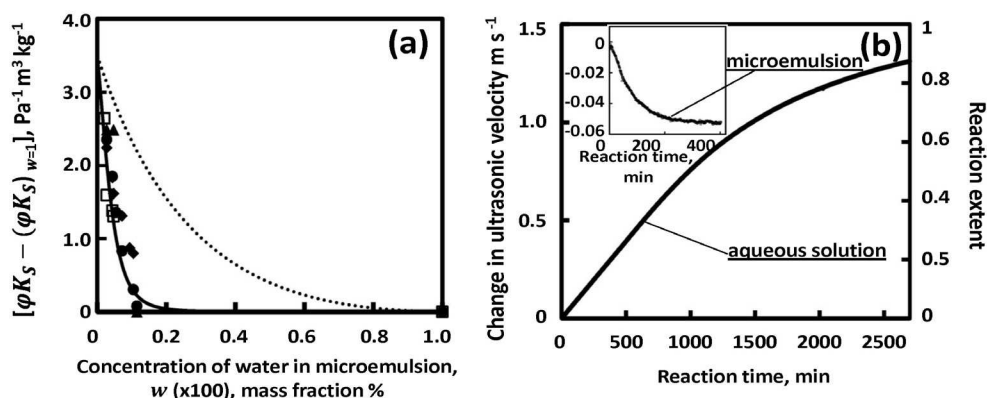 (a)
[φK_S − (φK_S)_{w=1}], Pa⁻¹ m³ kg⁻¹
4.0
3.0
2.0
1.0
0
0 0.2 0.4 0.6 0.8 1.0
Concentration of water in microemulsion,
w (x100), mass fraction %
(b)
Change in ultrasonic velocity m s⁻¹
1.5
1.0
0.5
0
0
-0.02
-0.04
-0.06
0 200 400
Reaction time,
min
microemulsion
aqueous solution
1
0.8
0.6
0.4
0.5
0
Reaction extent
0 500 1000 1500 2000 2500
Reaction time, min